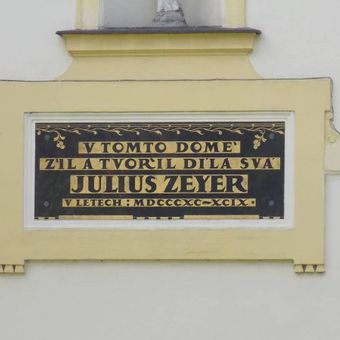 V TOMTO DOMĚ
ŽIL A TVOŘIL DÍLA SVÁ
JULIUS ZEYER
V LETECH : MDCCCXC~XCIX.